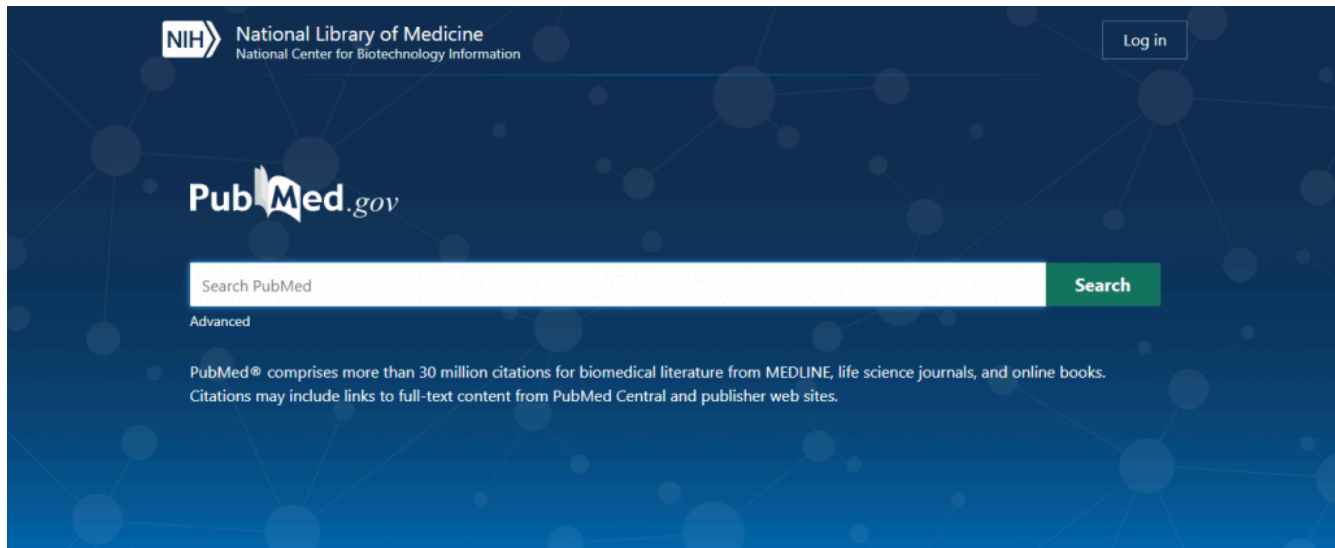 NIH National Library of Medicine
National Center for Biotechnology Information
Log in
PubMed.gov
Search PubMed
Search
Advanced
PubMed® comprises more than 30 million citations for biomedical literature from MEDLINE, life science journals, and online books.
Citations may include links to full-text content from PubMed Central and publisher web sites.